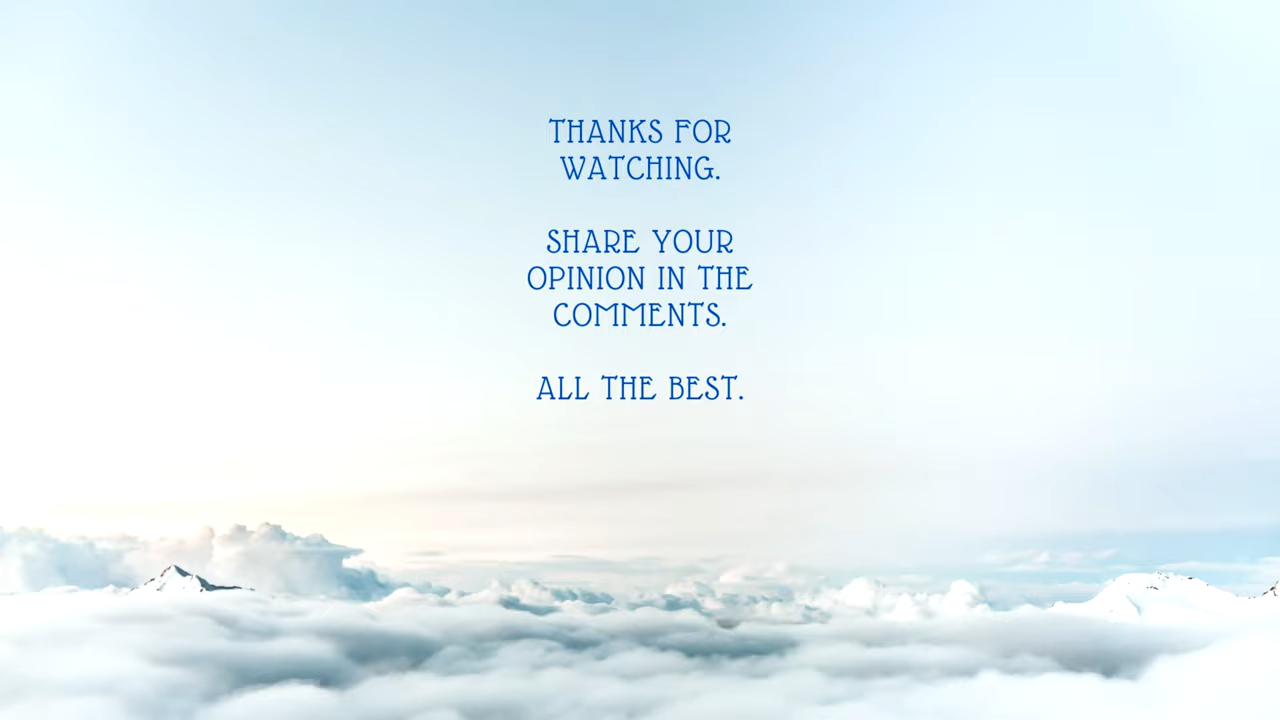 THANKS FOR
WATCHING.
SHARE YOUR
OPINION IN THE
COMMENTS.
ALL THE BEST.